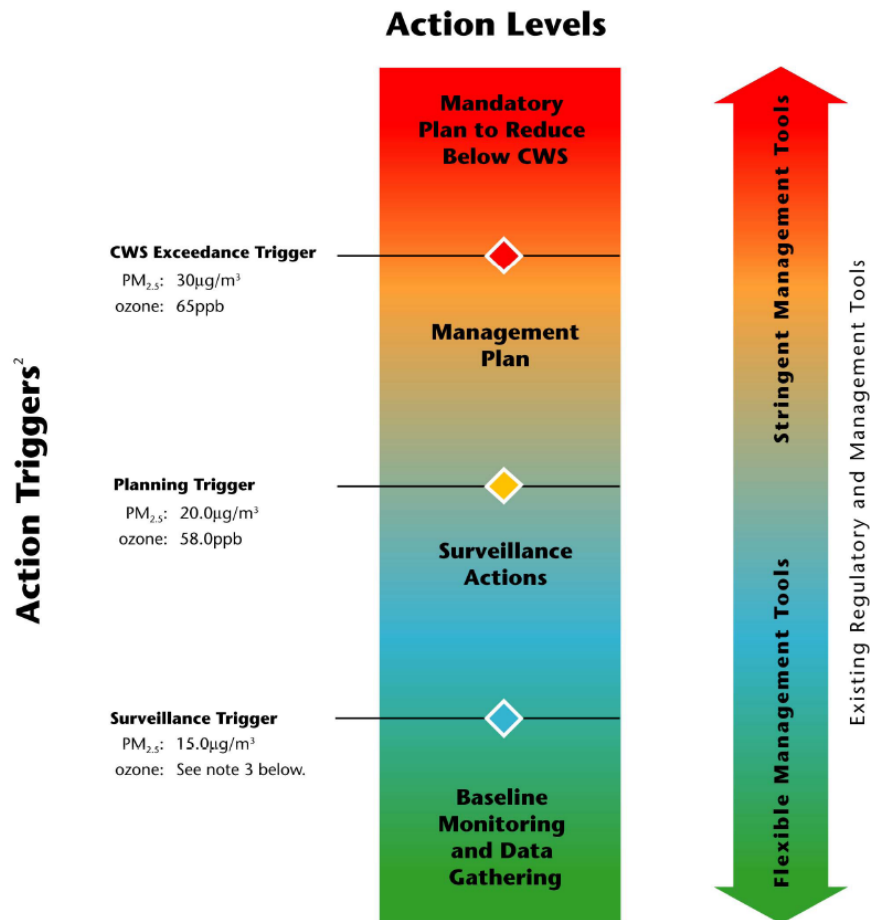 Action Levels
Mandatory
Plan to Reduce
Below CWS
CWS Exceedance Trigger
PM2.5: 30µg/m³
ozone: 65ppb
Management
Plan
Planning Trigger
PM2.5: 20.0µg/m³
ozone: 58.0ppb
Surveillance
Actions
Surveillance Trigger
PM2.5: 15.0µg/m³
ozone: See note 3 below.
Baseline
Monitoring
and Data
Gathering
Action Triggers²
Stringent Management Tools
Flexible Management Tools
Existing Regulatory and Management Tools